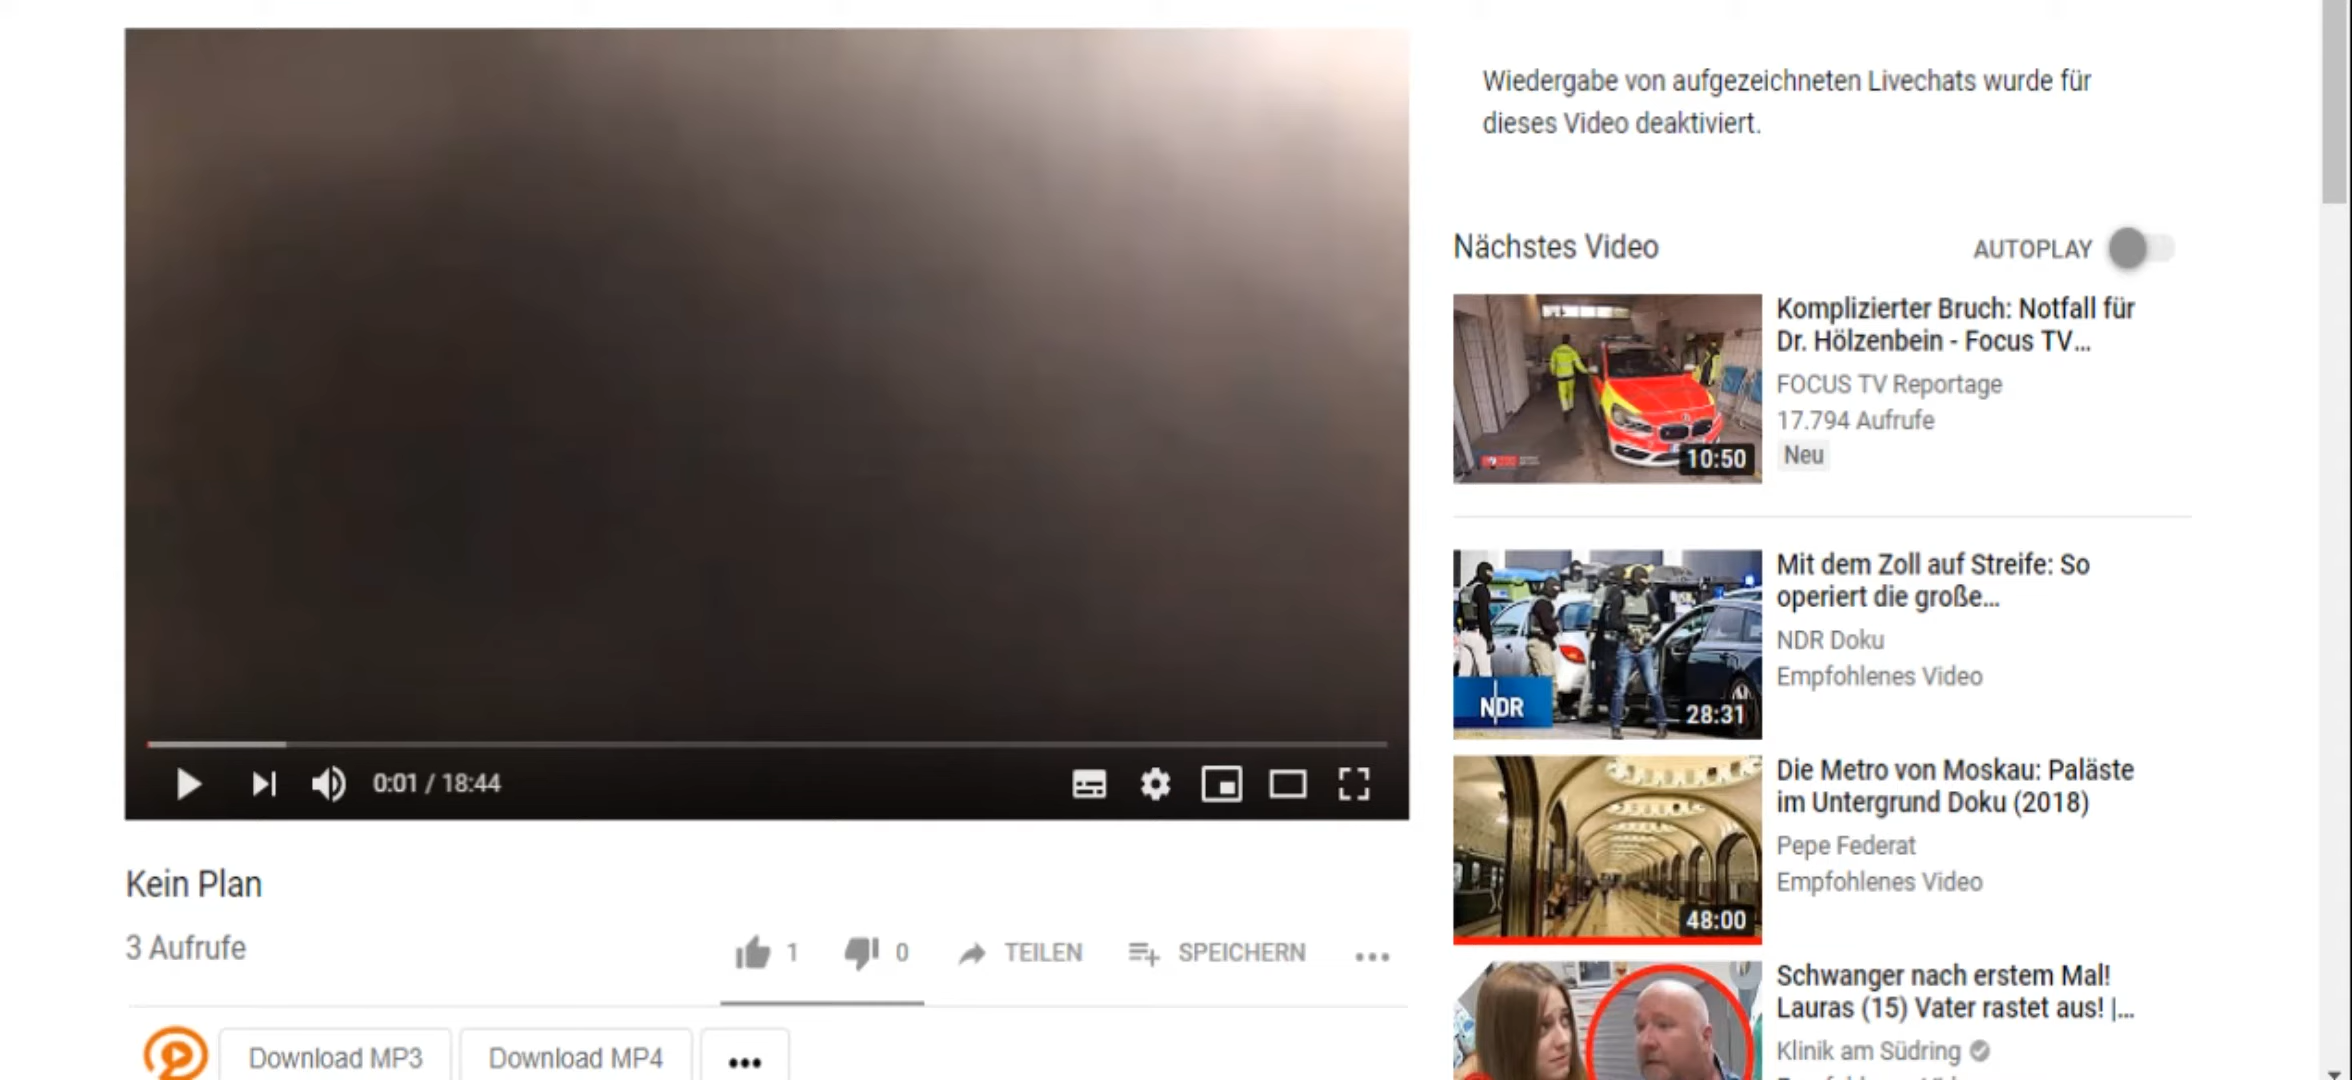 Wiedergabe von aufgezeichneten Livechats wurde für
dieses Video deaktiviert.
Nächstes Video
AUTOPLAY
Komplizierter Bruch: Notfall für
Dr. Hölzenbein - Focus TV...
FOCUS TV Reportage
17.794 Aufrufe
Neu
10:50
Mit dem Zoll auf Streife: So
operiert die große...
NDR Doku
Empfohlenes Video
NDR
28:31
Die Metro von Moskau: Paläste
im Untergrund Doku (2018)
Pepe Federat
Empfohlenes Video
48:00
Schwanger nach erstem Mal!
Lauras (15) Vater rastet aus! |...
Klinik am Südring
0:01 / 18:44
Kein Plan
3 Aufrufe
1
0
TEILEN
SPEICHERN
Download MP3
Download MP4